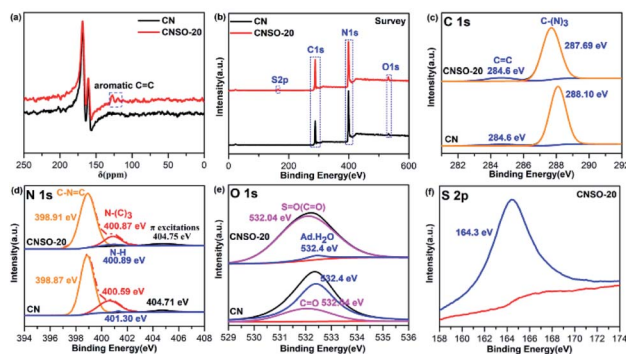 (a)
CN
CNSO-20
aromatic C=C
250 200 150 100 50 0
δ(ppm)
Intensity(a.u.)
(b)
Survey
CN
CNSO-20
C1s
N1s
S2p
O1s
0 200 400 600
Binding Energy(eV)
Intensity(a.u.)
(c) C 1s
C-(N)3
287.69 eV
C=C
284.6 eV
CNSO-20
288.10 eV
284.6 eV
CN
282 284 286 288 290 292
Binding Energy(eV)
Intensity(a.u.)
(d) N 1s
C-N=C
398.91 eV
N-(C)3
400.87 eV
π excitations
404.75 eV
CNSO-20
N-H
400.89 eV
398.87 eV
400.59 eV
404.71 eV
CN
401.30 eV
394 396 398 400 402 404 406 408
Binding Energy(eV)
Intensity(a.u.)
(e) O 1s
S=O(C=O)
532.04 eV
CNSO-20
Ad.H2O
532.4 eV
532.4 eV
CN
C=O
529 530 531 532 533 534 535 536
Binding Energy(eV)
Intensity(a.u.)
(f) S 2p
CNSO-20
164.3 eV
158 160 162 164 166 168 170 172 174
Binding Energy(eV)
Intensity(a.u.)